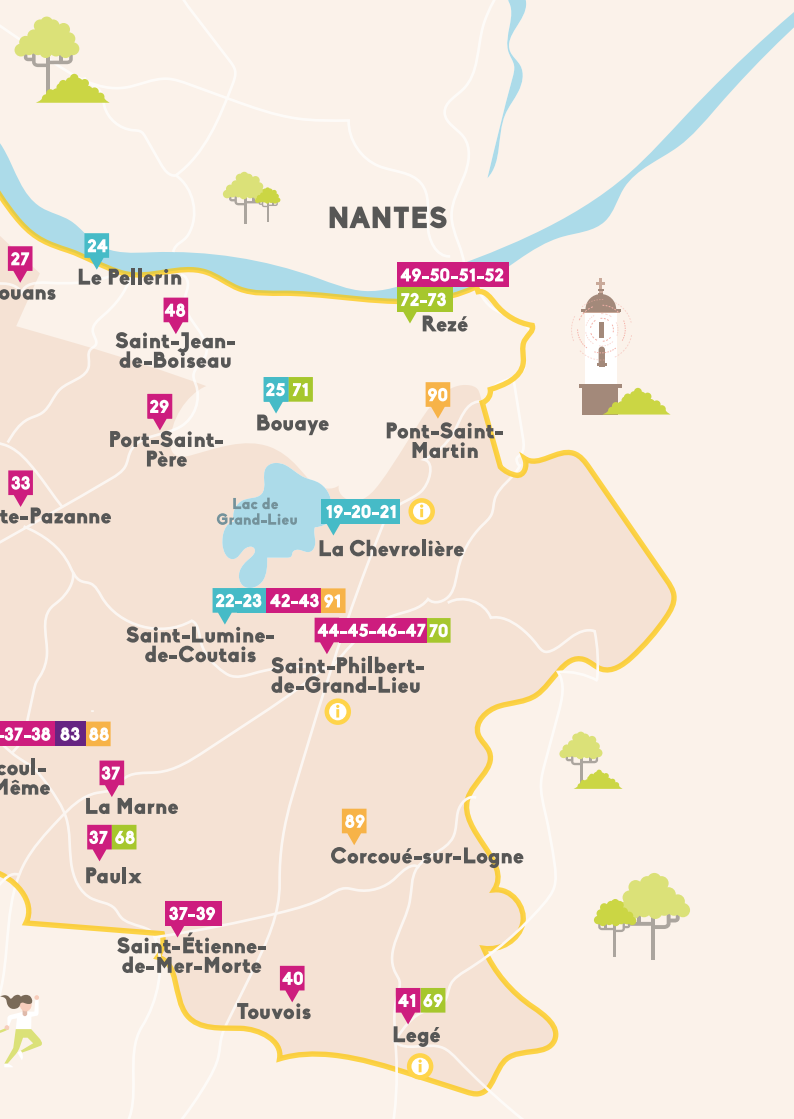 NANTES
24
Le Pellerin
27
ouans
49-50-51-52
72-73
Rezé
48
Saint-Jean-
de-Boiseau
25 71
Bouaye
90
Pont-Saint-
Martin
29
Port-Saint-
Père
33
te-Pazanne
Lac de
Grand-Lieu
19-20-21 i
La Chevrolière
22-23 42-43 91
Saint-Lumine-
de-Coutais
44-45-46-47 70
Saint-Philbert-
de-Grand-Lieu
i
-37-38 83 88
coul-
Même
37
La Marne
37 68
Paulx
89
Corcoué-sur-Logne
37-39
Saint-Étienne-
de-Mer-Morte
40
Touvois
41 69
Legé
i